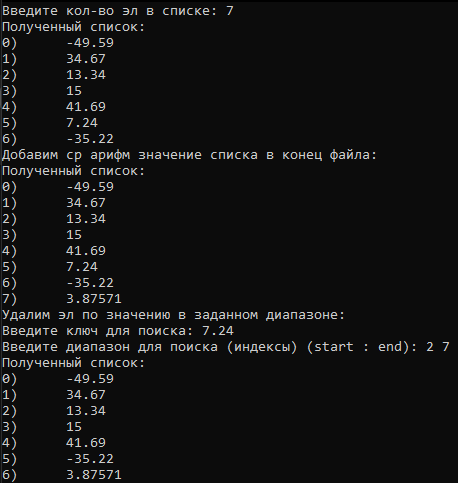 Введите кол-во эл в списке: 7
Полученный список:
0)      -49.59
1)      34.67
2)      13.34
3)      15
4)      41.69
5)      7.24
6)      -35.22
Добавим ср арифм значение списка в конец файла:
Полученный список:
0)      -49.59
1)      34.67
2)      13.34
3)      15
4)      41.69
5)      7.24
6)      -35.22
7)      3.87571
Удалим эл по значению в заданном диапазоне:
Введите ключ для поиска: 7.24
Введите диапазон для поиска (индексы) (start : end): 2 7
Полученный список:
0)      -49.59
1)      34.67
2)      13.34
3)      15
4)      41.69
5)      -35.22
6)      3.87571